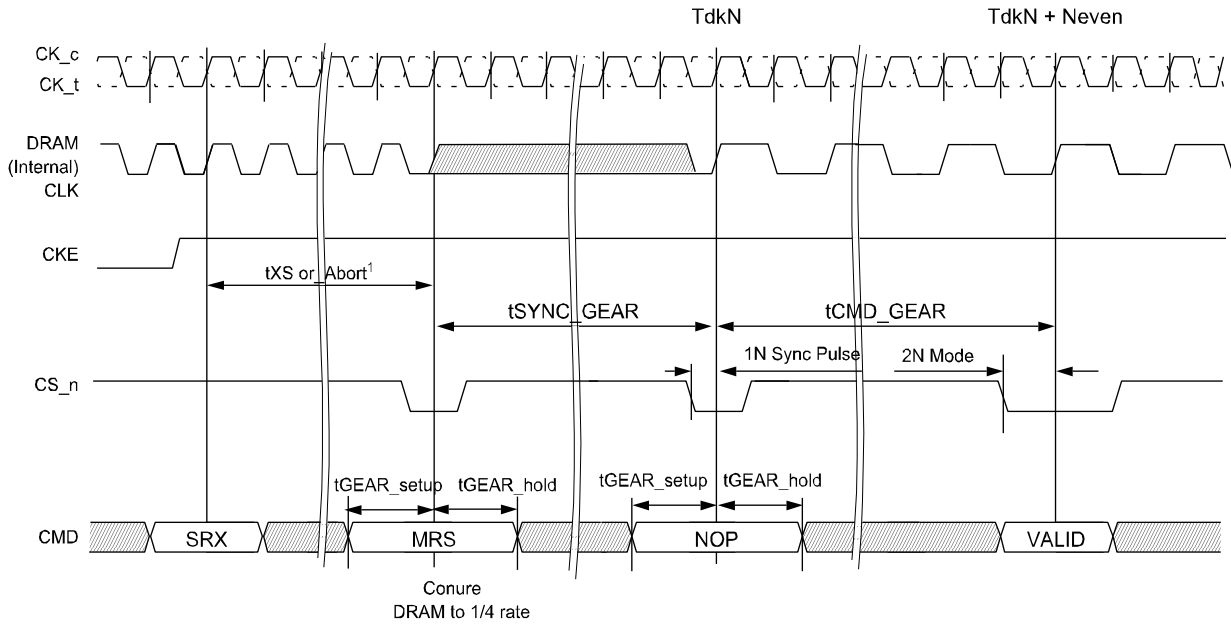 TdkN
TdkN + Neven
CK_c
CK_t
DRAM
(Internal)
CLK
CKE
tXS or_Abort1
tSYNC_GEAR
tCMD_GEAR
1N Sync Pulse
2N Mode
CS_n
tGEAR_setup
tGEAR_hold
tGEAR_setup
tGEAR_hold
CMD
SRX
MRS
NOP
VALID
Conure
DRAM to 1/4 rate